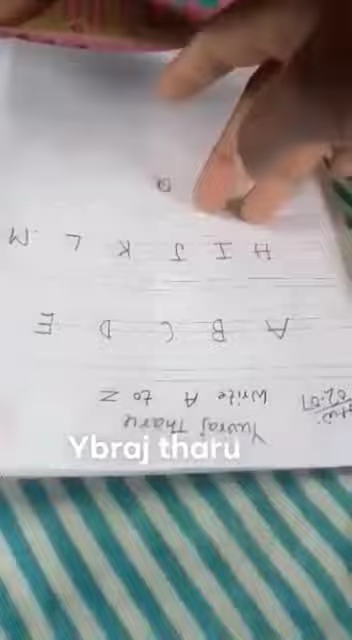 Yuvraj Tharu
Ybraj tharu
Write A to Z
A B C D E
H I J K L M